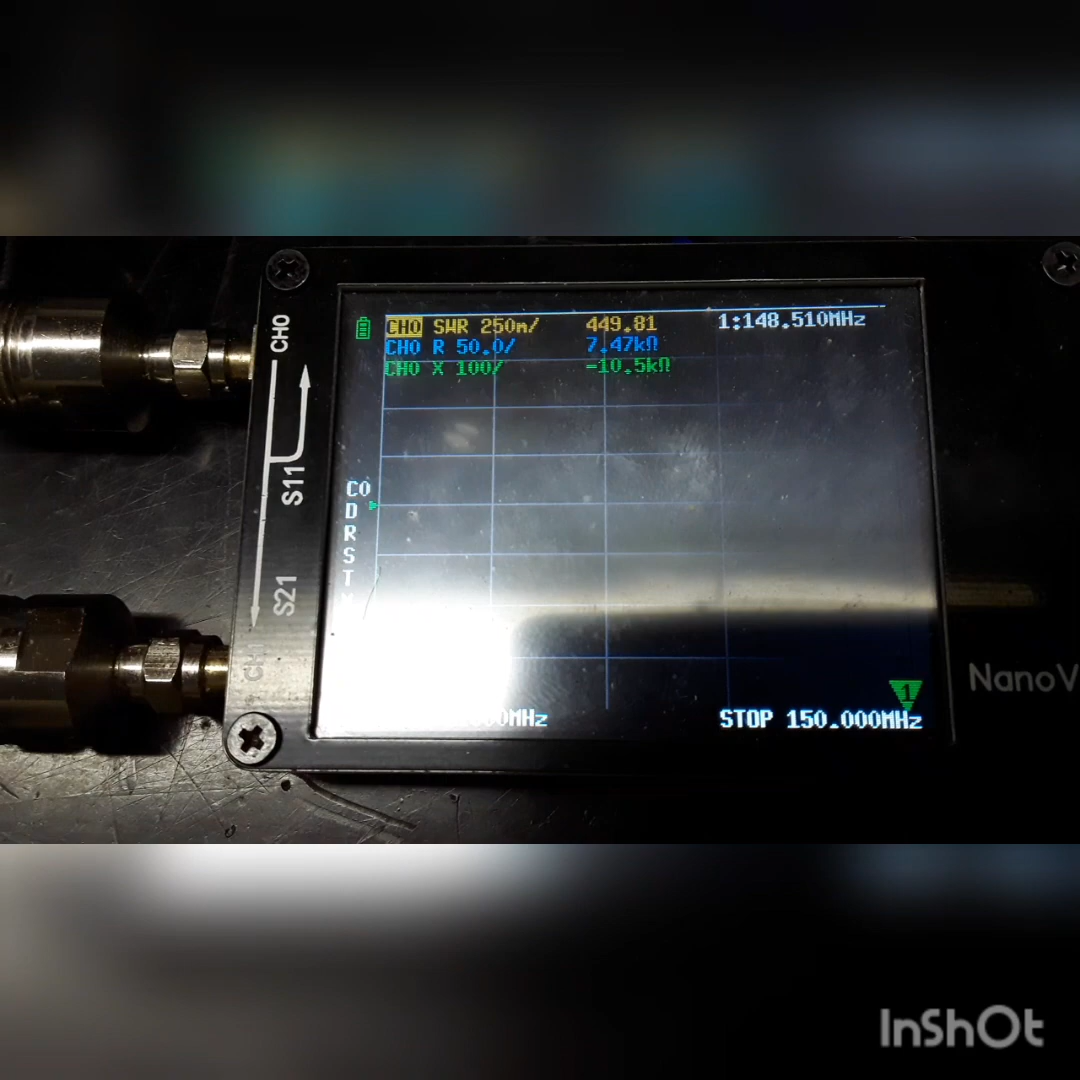 CH0 SWR 250m/ 449.81 1:148.510MHz
CH0 R 50.0/ 7.47kΩ
CH0 X 100/ -10.5kΩ
CH0
S11
S21
C0
D
R
S
T
NanoV
STOP 150.000MHz
InShOt